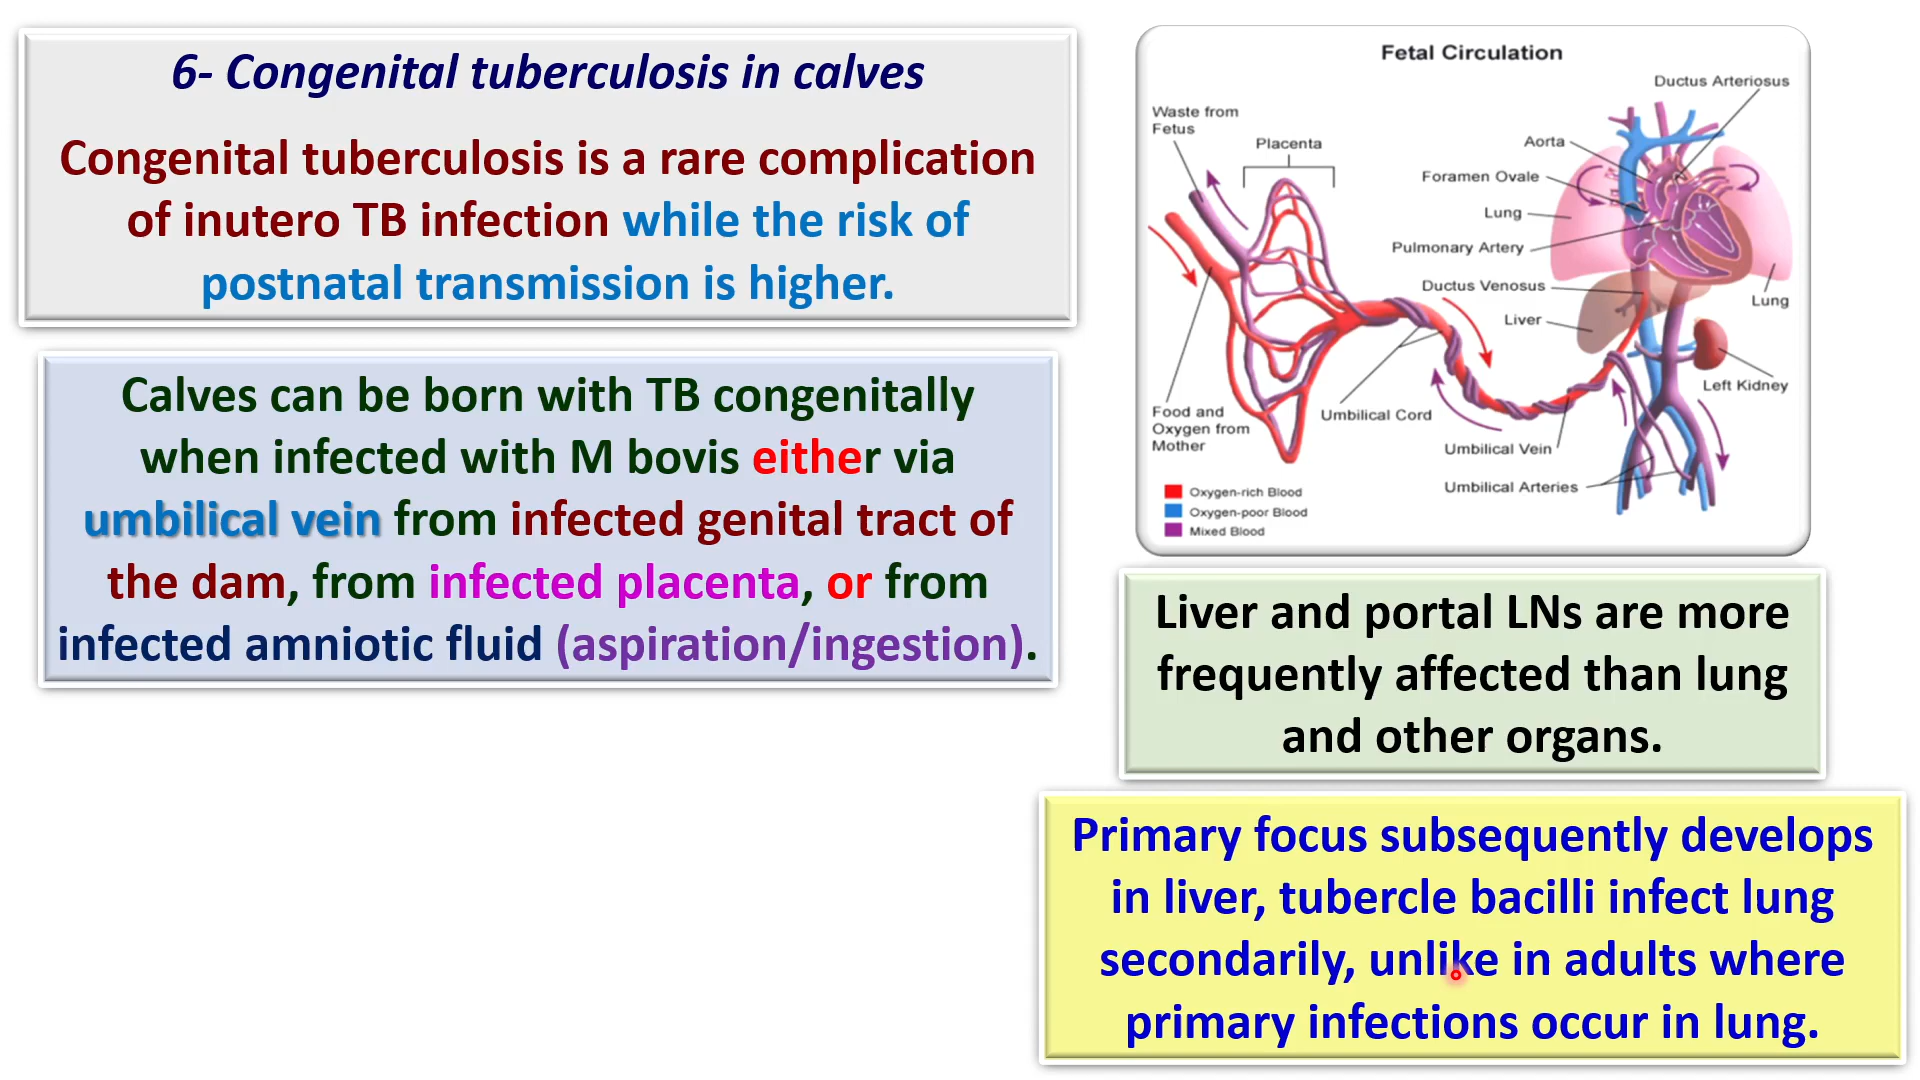 6- Congenital tuberculosis in calves
Congenital tuberculosis is a rare complication
of inutero TB infection while the risk of
postnatal transmission is higher.
Calves can be born with TB congenitally
when infected with M bovis either via
umbilical vein from infected genital tract of
the dam, from infected placenta, or from
infected amniotic fluid (aspiration/ingestion).
Fetal Circulation
Ductus Arteriosus
Waste from
Fetus
Placenta
Aorta
Foramen Ovale
Lung
Pulmonary Artery
Ductus Venosus
Lung
Liver
Left Kidney
Food and
Oxygen from
Mother
Umbilical Cord
Umbilical Vein
Umbilical Arteries
Oxygen-rich Blood
Oxygen-poor Blood
Mixed Blood
Liver and portal LNs are more
frequently affected than lung
and other organs.
Primary focus subsequently develops
in liver, tubercle bacilli infect lung
secondarily, unlike in adults where
primary infections occur in lung.